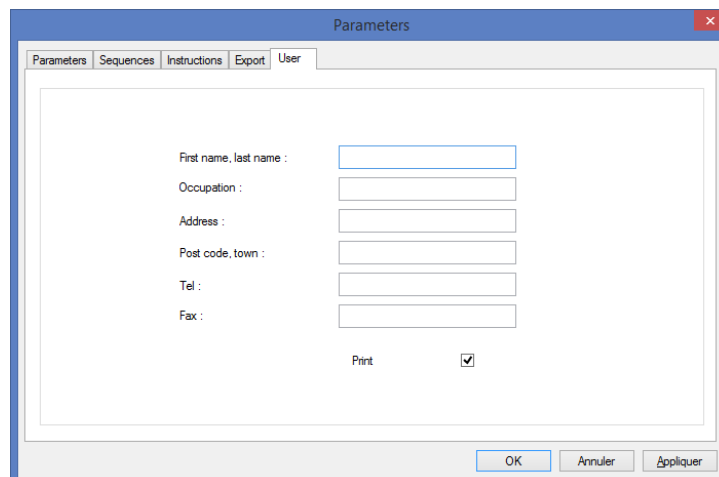 Parameters
Parameters Sequences Instructions Export User
First name, last name :
Occupation :
Address :
Post code, town :
Tel :
Fax :
Print
OK Annuler Appliquer